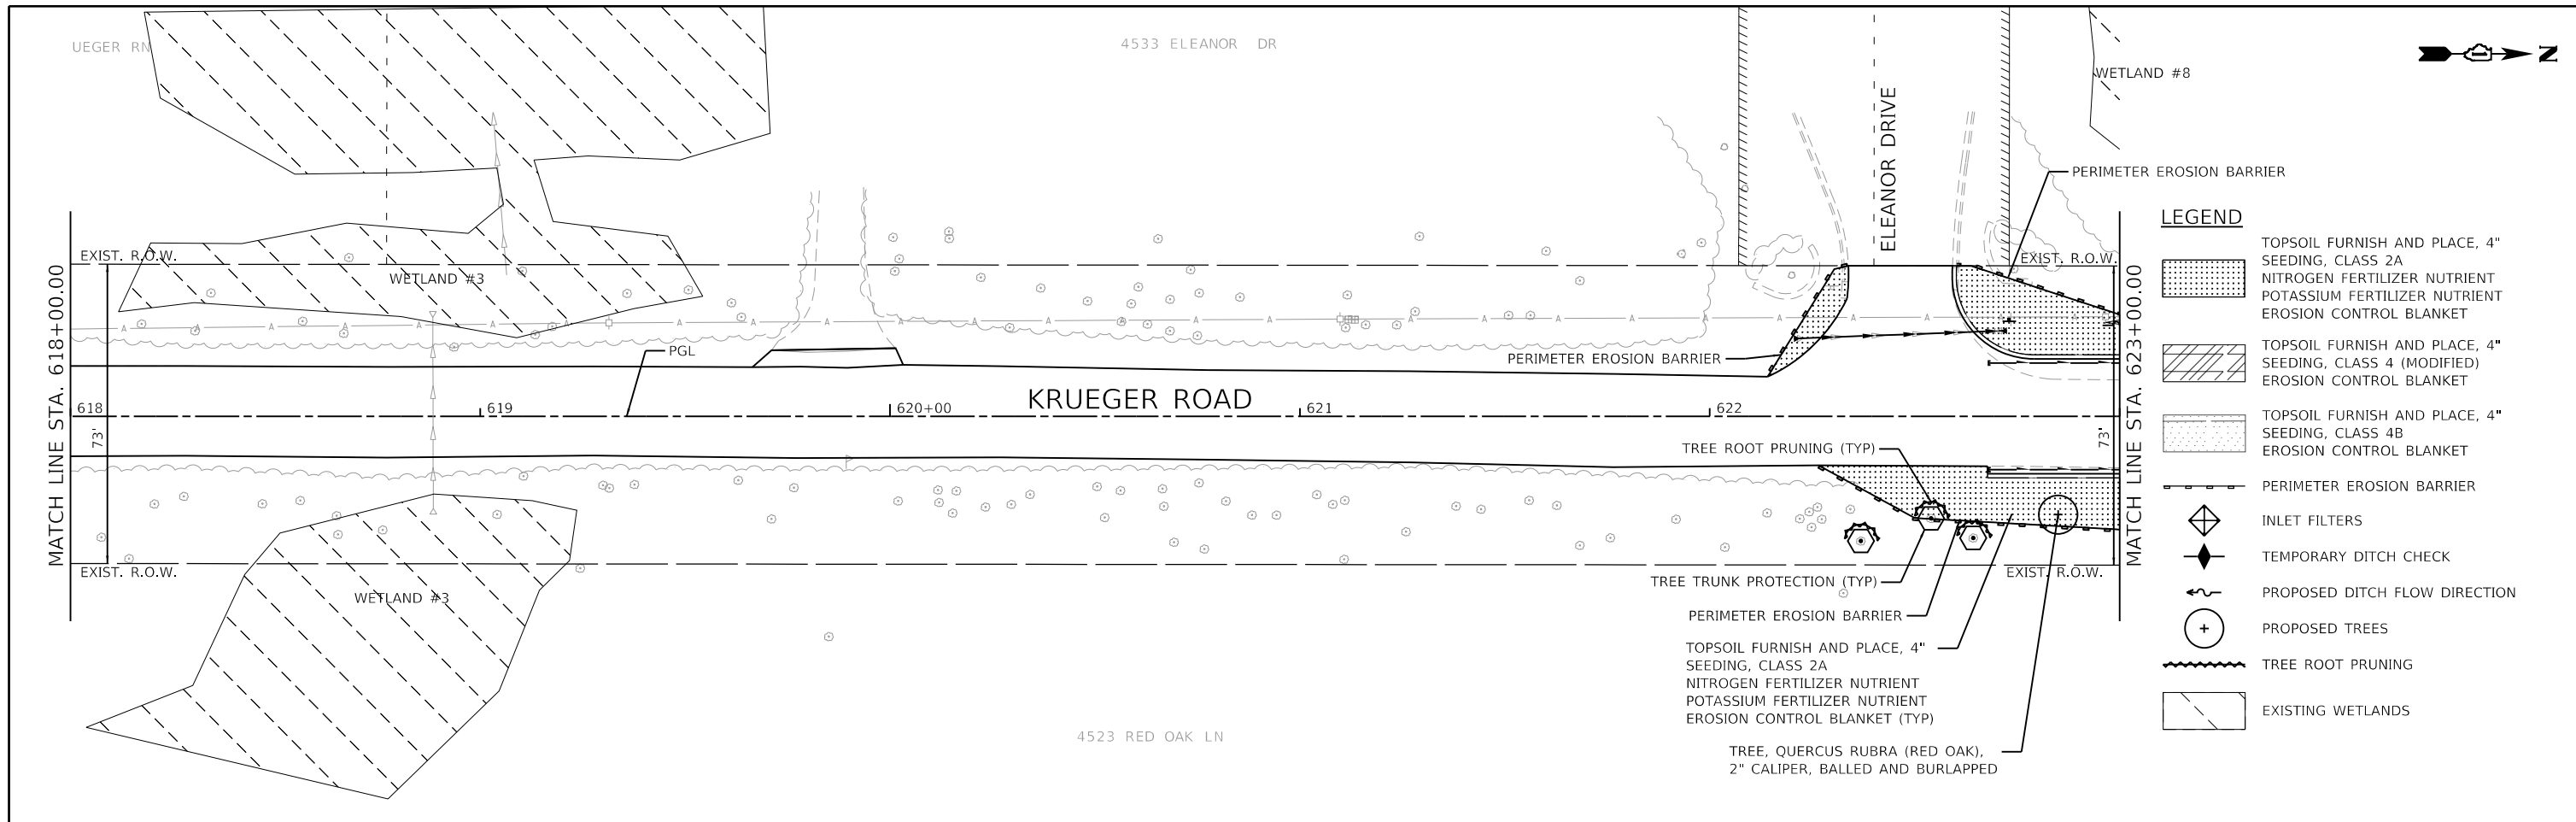 UEGER RN
4533 ELEANOR DR
N
WETLAND #8
ELEANOR DRIVE
PERIMETER EROSION BARRIER
EXIST. R.O.W.
WETLAND #3
EXIST. R.O.W.
MATCH LINE STA. 618+00.00
73'
PGL
PERIMETER EROSION BARRIER
A A A A A A A A A A A A A A A A A A A A A A A A A A A
618
619
620+00
KRUEGER ROAD
621
622
MATCH LINE STA. 623+00.00
73'
TREE ROOT PRUNING (TYP)
EXIST. R.O.W.
WETLAND #3
EXIST. R.O.W.
TREE TRUNK PROTECTION (TYP)
PERIMETER EROSION BARRIER
TOPSOIL FURNISH AND PLACE, 4"
SEEDING, CLASS 2A
NITROGEN FERTILIZER NUTRIENT
POTASSIUM FERTILIZER NUTRIENT
EROSION CONTROL BLANKET (TYP)
4523 RED OAK LN
TREE, QUERCUS RUBRA (RED OAK),
2" CALIPER, BALLED AND BURLAPPED
LEGEND
TOPSOIL FURNISH AND PLACE, 4"
SEEDING, CLASS 2A
NITROGEN FERTILIZER NUTRIENT
POTASSIUM FERTILIZER NUTRIENT
EROSION CONTROL BLANKET
TOPSOIL FURNISH AND PLACE, 4"
SEEDING, CLASS 4 (MODIFIED)
EROSION CONTROL BLANKET
TOPSOIL FURNISH AND PLACE, 4"
SEEDING, CLASS 4B
EROSION CONTROL BLANKET
PERIMETER EROSION BARRIER
INLET FILTERS
TEMPORARY DITCH CHECK
PROPOSED DITCH FLOW DIRECTION
PROPOSED TREES
TREE ROOT PRUNING
EXISTING WETLANDS